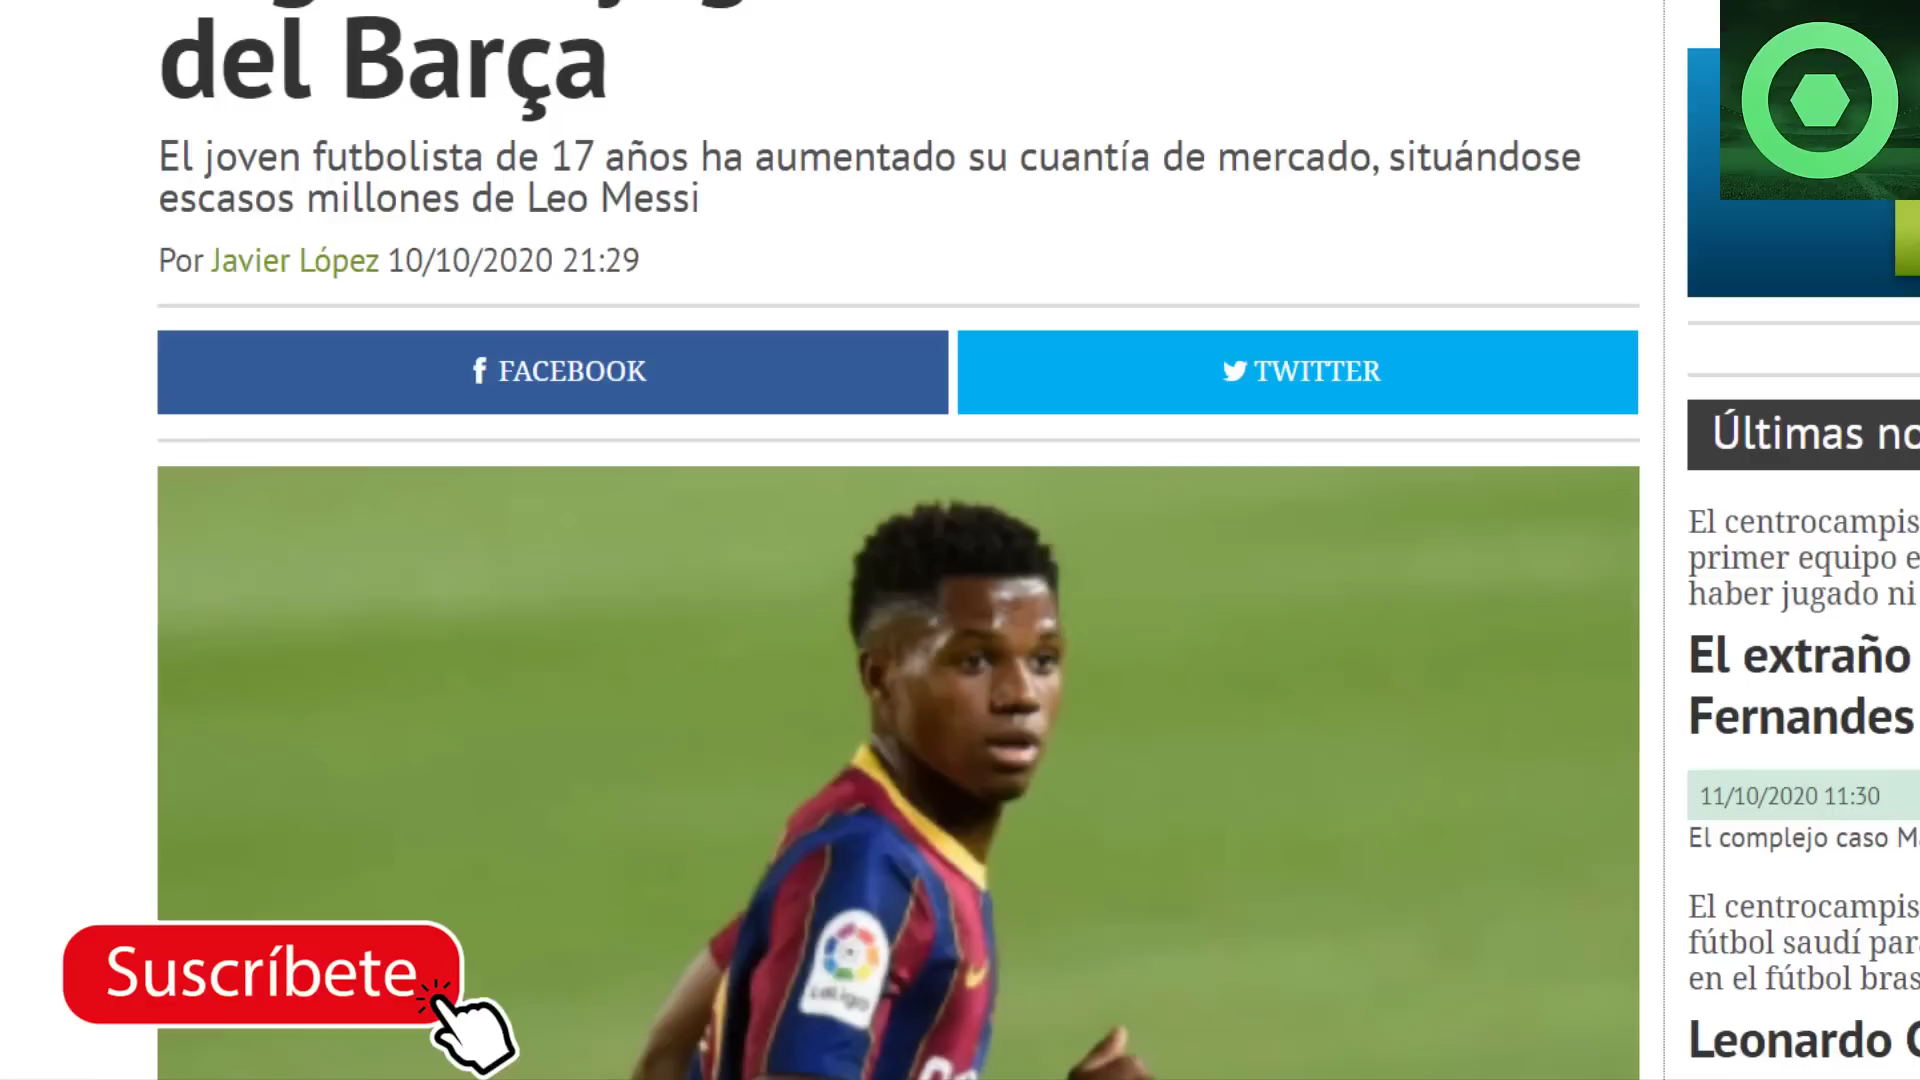 del Barça
El joven futbolista de 17 años ha aumentado su cuantía de mercado, situándose
escasos millones de Leo Messi
Por Javier López 10/10/2020 21:29
FACEBOOK
TWITTER
Últimas no
El centrocampis
primer equipo e
haber jugado ni
El extraño
Fernandes
11/10/2020 11:30
El complejo caso M
El centrocampis
fútbol saudí para
en el fútbol bras
Leonardo
LaLiga
Suscríbete